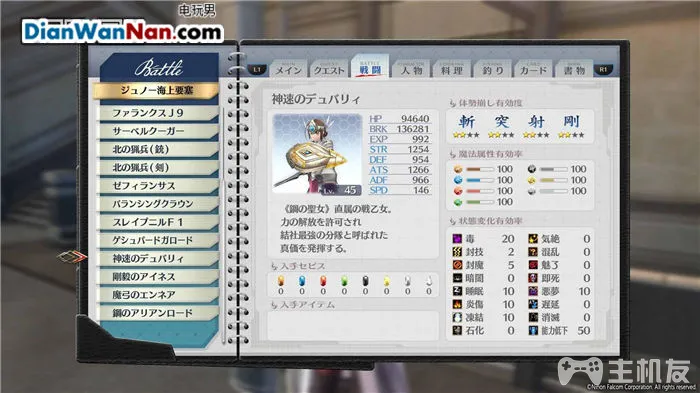 电玩男
DianWanNan.com
Battle
L1
メイン
クエスト
BATTLE
戦闘
人物
COOKING
料理
FISHING
釣り
CARD
カード
BOOK
書物
R1
ジュノー海上要塞
ファランクスJ9
サーベルクーガー
北の猟兵(銃)
北の猟兵(剣)
ゼフィランサス
バランシングクラウン
スレイプニルF1
ゲシュパードガロード
神速のデュバリィ
剛毅のアイネス
魔弓のエンネア
鋼のアリアンロード
神速のデュバリィ
Lv. 45
HP 94640
BRK 136281
EXP 992
STR 1254
DEF 954
ATS 1266
ADF 966
SPD 146
《鋼の聖女》直属の戦乙女。
力の解放を許可され
結社最強の分隊と呼ばれた
真価を発揮する。
入手セピス
0 0 0 0 0 0 0 0
入手アイテム
体勢崩し有効度
斬 突 射 剛
★★★★★ ★★★★★ ★★★★★ ★★★★★
魔法属性有効率
100 100
100 100
100 100
100
状態変化有効率
毒 20 気絶 0
封技 2 混乱 0
封魔 5 魅了 0
暗闇 0 即死 0
睡眠 10 悪夢 10
炎傷 10 遅延 0
凍結 10 消滅 0
石化 0 能力低下 50
主机友
©Nihon Falcom Corporation. All rights reserved.